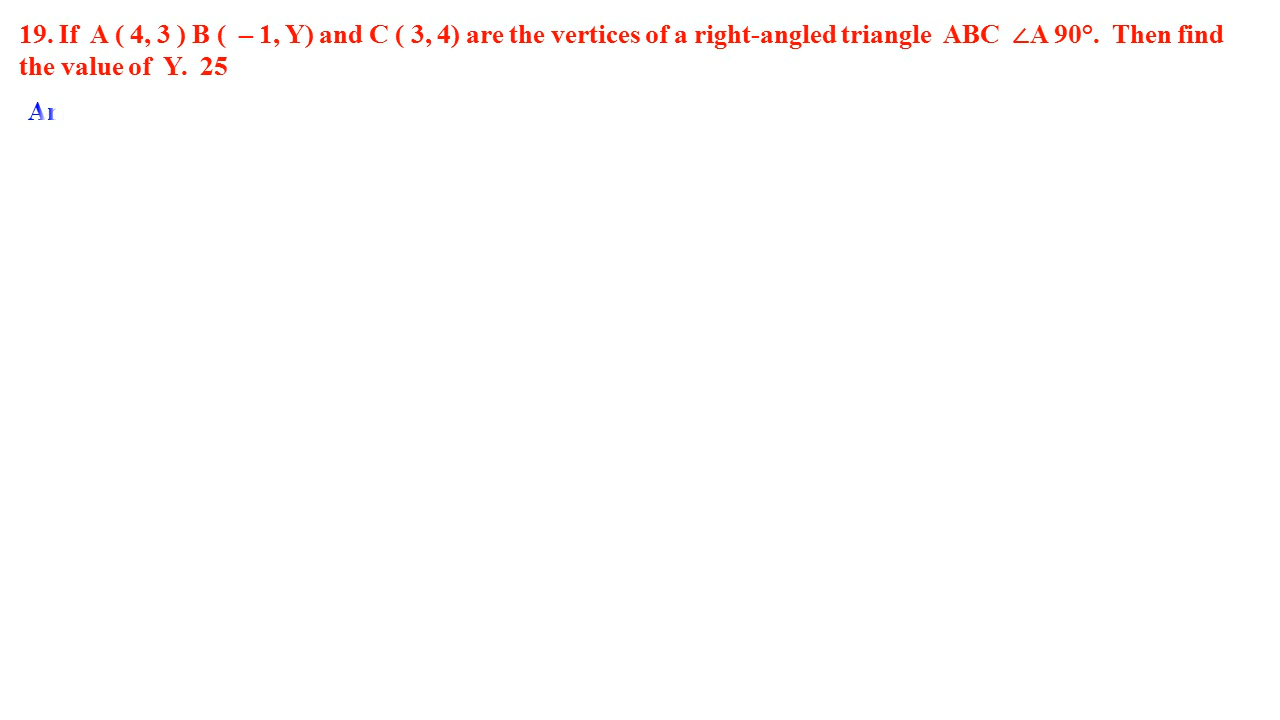 19. If A ( 4, 3 ) B ( – 1, Y) and C ( 3, 4) are the vertices of a right-angled triangle ABC ∠A 90°. Then find
the value of Y. 25